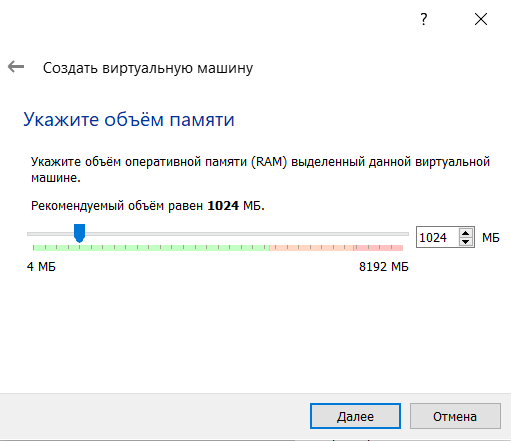 ?
Создать виртуальную машину
Укажите объём памяти
Укажите объём оперативной памяти (RAM) выделенный данной виртуальной
машине.
Рекомендуемый объём равен 1024 МБ.
1024 МБ
4 МБ 8192 МБ
Далее Отмена